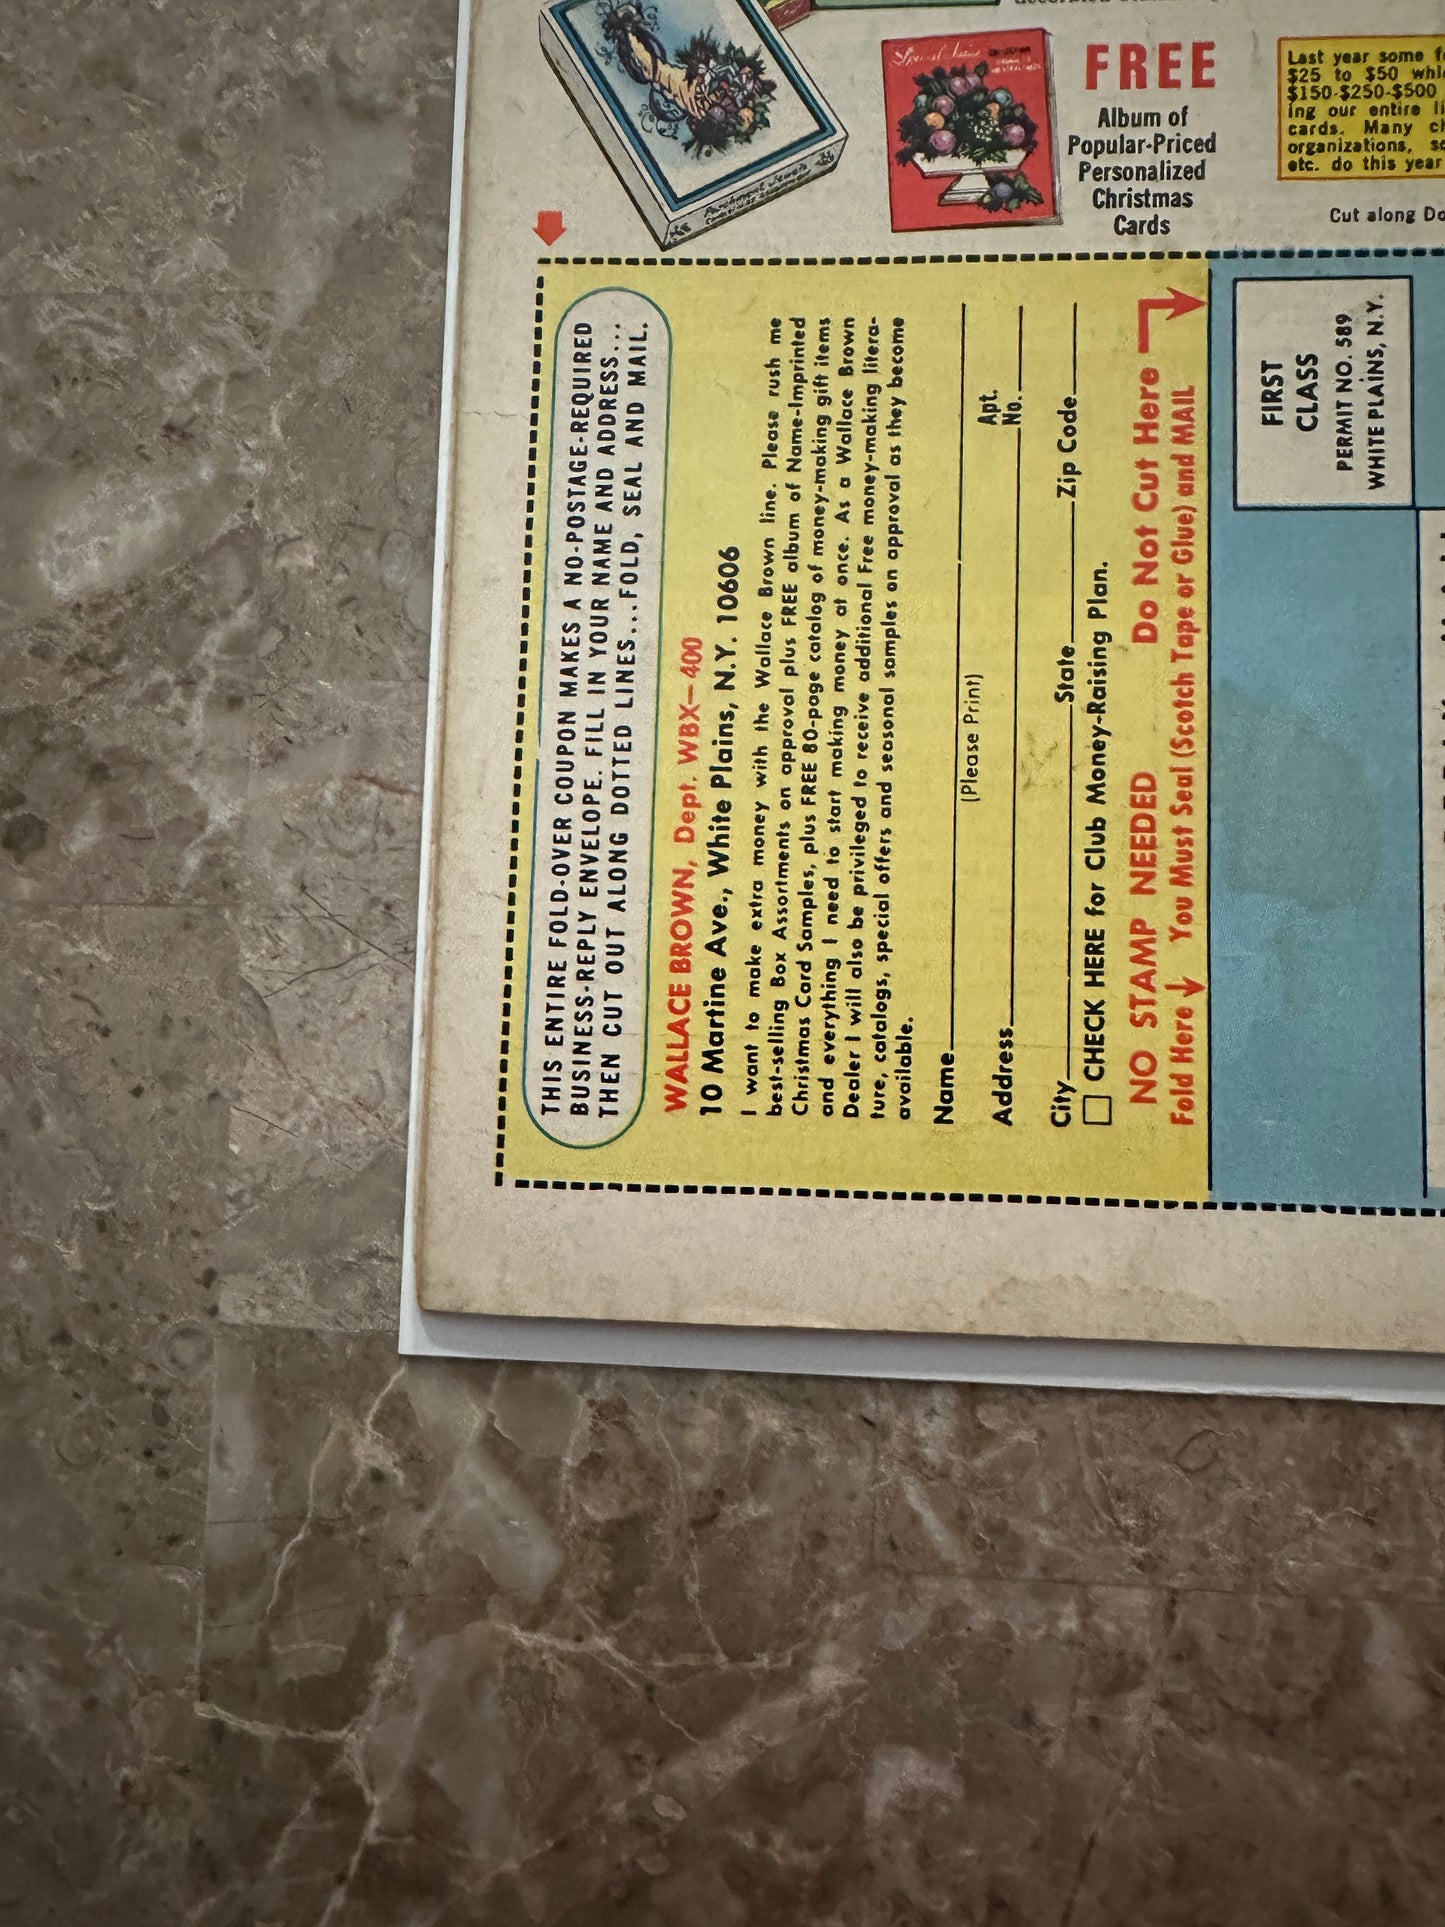 FREE
Album of
Popular-Priced
Personalized
Christmas
Cards
Last year some
$25 to $50
$150-$250-$500
ing our entire
cards. Many
organizations,
etc. do this year
Cut along
THIS ENTIRE FOLD-OVER COUPON MAKES A NO-POSTAGE-REQUIRED
BUSINESS-REPLY ENVELOPE. FILL IN YOUR NAME AND ADDRESS...
THEN CUT OUT ALONG DOTTED LINES...FOLD, SEAL AND MAIL.
WALLACE BROWN, Dept. WBX—400
10 Martine Ave., White Plains, N.Y. 10606
I want to make extra money with the Wallace Brown line. Please rush me
best-selling Box Assortments on approval plus FREE album of Name-Imprinted
Christmas Card Samples, plus FREE 80-page catalog of money-making gift items
and everything I need to start making money at once. As a Wallace Brown
Dealer I will also be privileged to receive additional Free money-making litera-
ture, catalogs, special offers and seasonal samples on approval as they become
available.
Name
(Please Print)
Address Apt. No.
City State Zip Code
CHECK HERE for Club Money-Raising Plan.
NO STAMP NEEDED Do Not Cut Here
Fold Here You Must Seal (Scotch Tape or Glue) and MAIL
FIRST
CLASS
PERMIT NO. 589
WHITE PLAINS, N.Y.